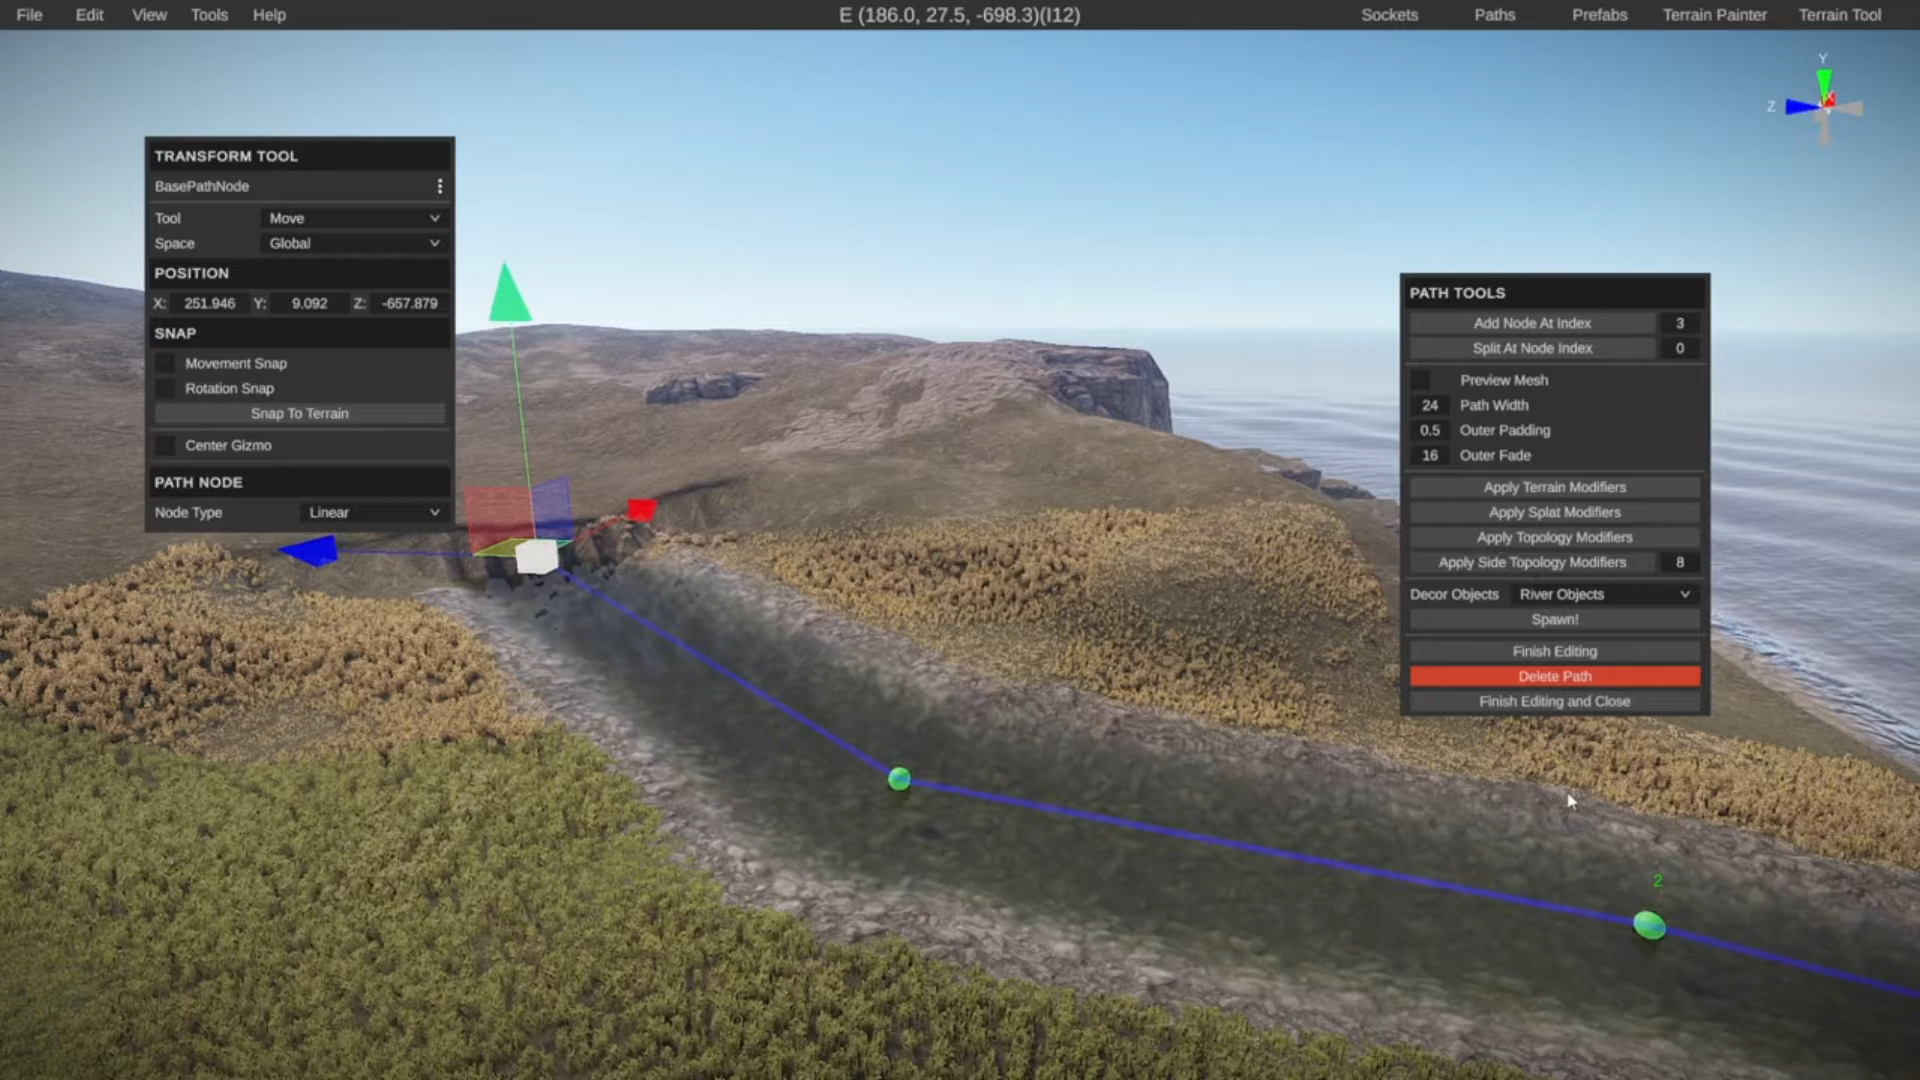 File Edit View Tools Help E (186.0, 27.5, -698.3)(I12) Sockets Paths Prefabs Terrain Painter Terrain Tool
Y
Z
X
TRANSFORM TOOL
BasePathNode
Tool Move
Space Global
POSITION
X: 251.946 Y: 9.092 Z: -657.879
SNAP
Movement Snap
Rotation Snap
Snap To Terrain
Center Gizmo
PATH NODE
Node Type Linear
PATH TOOLS
Add Node At Index 3
Split At Node Index 0
Preview Mesh
24 Path Width
0.5 Outer Padding
16 Outer Fade
Apply Terrain Modifiers
Apply Splat Modifiers
Apply Topology Modifiers
Apply Side Topology Modifiers 8
Decor Objects River Objects
Spawn!
Finish Editing
Delete Path
Finish Editing and Close
2